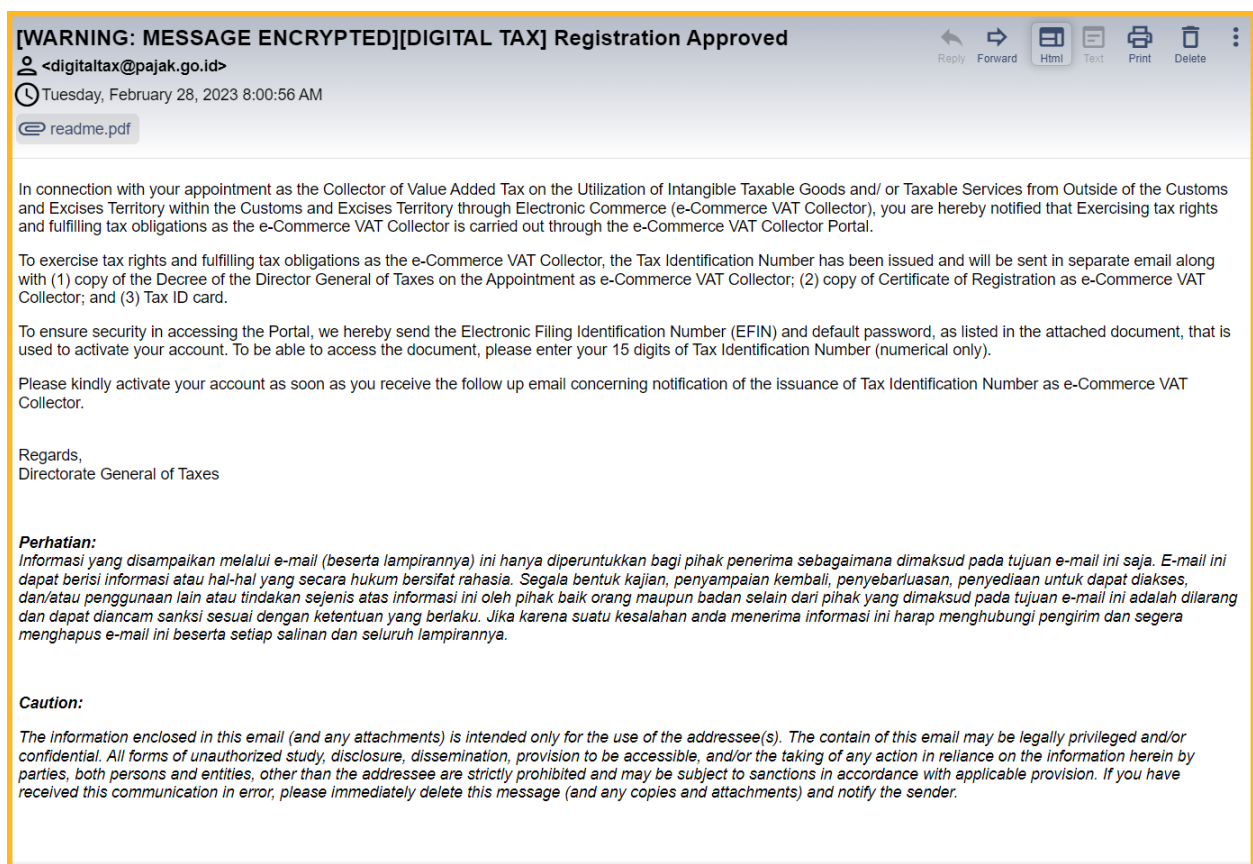 [WARNING: MESSAGE ENCRYPTED][DIGITAL TAX] Registration Approved
Reply Forward Html Text Print Delete
<digitaltax@pajak.go.id>
Tuesday, February 28, 2023 8:00:56 AM
readme.pdf
In connection with your appointment as the Collector of Value Added Tax on the Utilization of Intangible Taxable Goods and/ or Taxable Services from Outside of the Customs
and Excises Territory within the Customs and Excises Territory through Electronic Commerce (e-Commerce VAT Collector), you are hereby notified that Exercising tax rights
and fulfilling tax obligations as the e-Commerce VAT Collector is carried out through the e-Commerce VAT Collector Portal.
To exercise tax rights and fulfilling tax obligations as the e-Commerce VAT Collector, the Tax Identification Number has been issued and will be sent in separate email along
with (1) copy of the Decree of the Director General of Taxes on the Appointment as e-Commerce VAT Collector; (2) copy of Certificate of Registration as e-Commerce VAT
Collector; and (3) Tax ID card.
To ensure security in accessing the Portal, we hereby send the Electronic Filing Identification Number (EFIN) and default password, as listed in the attached document, that is
used to activate your account. To be able to access the document, please enter your 15 digits of Tax Identification Number (numerical only).
Please kindly activate your account as soon as you receive the follow up email concerning notification of the issuance of Tax Identification Number as e-Commerce VAT
Collector.
Regards,
Directorate General of Taxes
Perhatian:
Informasi yang disampaikan melalui e-mail (beserta lampirannya) ini hanya diperuntukkan bagi pihak penerima sebagaimana dimaksud pada tujuan e-mail ini saja. E-mail ini
dapat berisi informasi atau hal-hal yang secara hukum bersifat rahasia. Segala bentuk kajian, penyampaian kembali, penyebarluasan, penyediaan untuk dapat diakses,
dan/atau penggunaan lain atau tindakan sejenis atas informasi ini oleh pihak baik orang maupun badan selain dari pihak yang dimaksud pada tujuan e-mail ini adalah dilarang
dan dapat diancam sanksi sesuai dengan ketentuan yang berlaku. Jika karena suatu kesalahan anda menerima informasi ini harap menghubungi pengirim dan segera
menghapus e-mail ini beserta setiap salinan dan seluruh lampirannya.
Caution:
The information enclosed in this email (and any attachments) is intended only for the use of the addressee(s). The contain of this email may be legally privileged and/or
confidential. All forms of unauthorized study, disclosure, dissemination, provision to be accessible, and/or the taking of any action in reliance on the information herein by
parties, both persons and entities, other than the addressee are strictly prohibited and may be subject to sanctions in accordance with applicable provision. If you have
received this communication in error, please immediately delete this message (and any copies and attachments) and notify the sender.